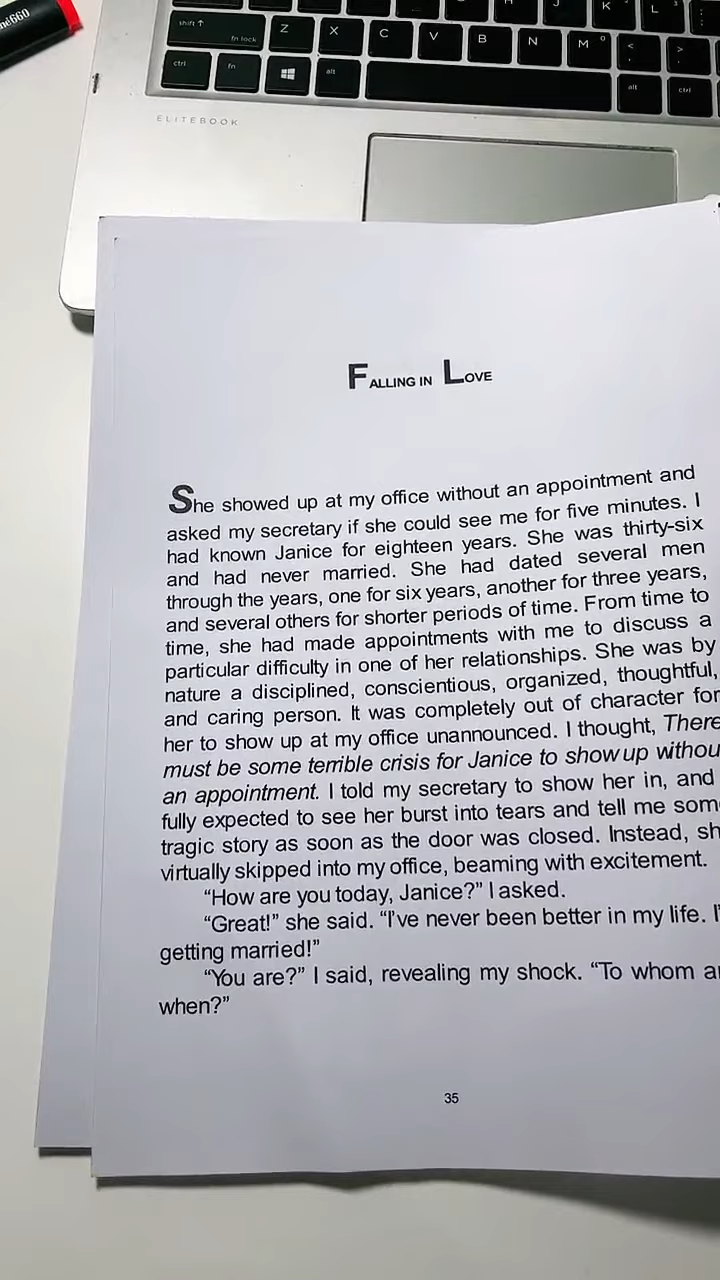 né660
shift ↑
fn lock
Z
X
C
V
B
N
M
K
L
<
>
ctrl
fn
alt
alt
ctrl
ELITEBOOK
FALLING IN LOVE
She showed up at my office without an appointment and
asked my secretary if she could see me for five minutes. I
had known Janice for eighteen years. She was thirty-six
and had never married. She had dated several men
through the years, one for six years, another for three years,
and several others for shorter periods of time. From time to
time, she had made appointments with me to discuss a
particular difficulty in one of her relationships. She was by
nature a disciplined, conscientious, organized, thoughtful,
and caring person. It was completely out of character for
her to show up at my office unannounced. I thought, There
must be some terrible crisis for Janice to show up withou
an appointment. I told my secretary to show her in, and
fully expected to see her burst into tears and tell me som
tragic story as soon as the door was closed. Instead, sh
virtually skipped into my office, beaming with excitement.
“How are you today, Janice?” I asked.
“Great!” she said. “I’ve never been better in my life. I’
getting married!”
“You are?” I said, revealing my shock. “To whom a
when?”
35